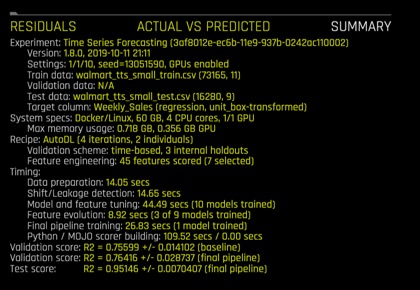 RESIDUALS ACTUAL VS PREDICTED SUMMARY
Experiment: Time Series Forecasting (3af8012e-ec6b-11e9-937b-0242ac110002)
Version: 1.8.0, 2019-10-11 21:11
Settings: 1/1/10, seed=13051590, GPUs enabled
Train data: walmart_tts_small_train.csv (73165, 11)
Validation data: N/A
Test data: walmart_tts_small_test.csv (16280, 9)
Target column: Weekly_Sales (regression, unit_box-transformed)
System specs: Docker/Linux, 60 GB, 4 CPU cores, 1/1 GPU
Max memory usage: 0.718 GB, 0.356 GB GPU
Recipe: AutoDL (4 iterations, 2 individuals)
Validation scheme: time-based, 3 internal holdouts
Feature engineering: 45 features scored (7 selected)
Timing:
Data preparation: 14.05 secs
Shift/Leakage detection: 14.65 secs
Model and feature tuning: 44.49 secs (10 models trained)
Feature evolution: 8.92 secs (3 of 9 models trained)
Final pipeline training: 26.83 secs (1 model trained)
Python / MOJO scorer building: 109.52 secs / 0.00 secs
Validation score: R2 = 0.75599 +/- 0.014102 (baseline)
Validation score: R2 = 0.76416 +/- 0.028737 (final pipeline)
Test score: R2 = 0.95146 +/- 0.0070407 (final pipeline)